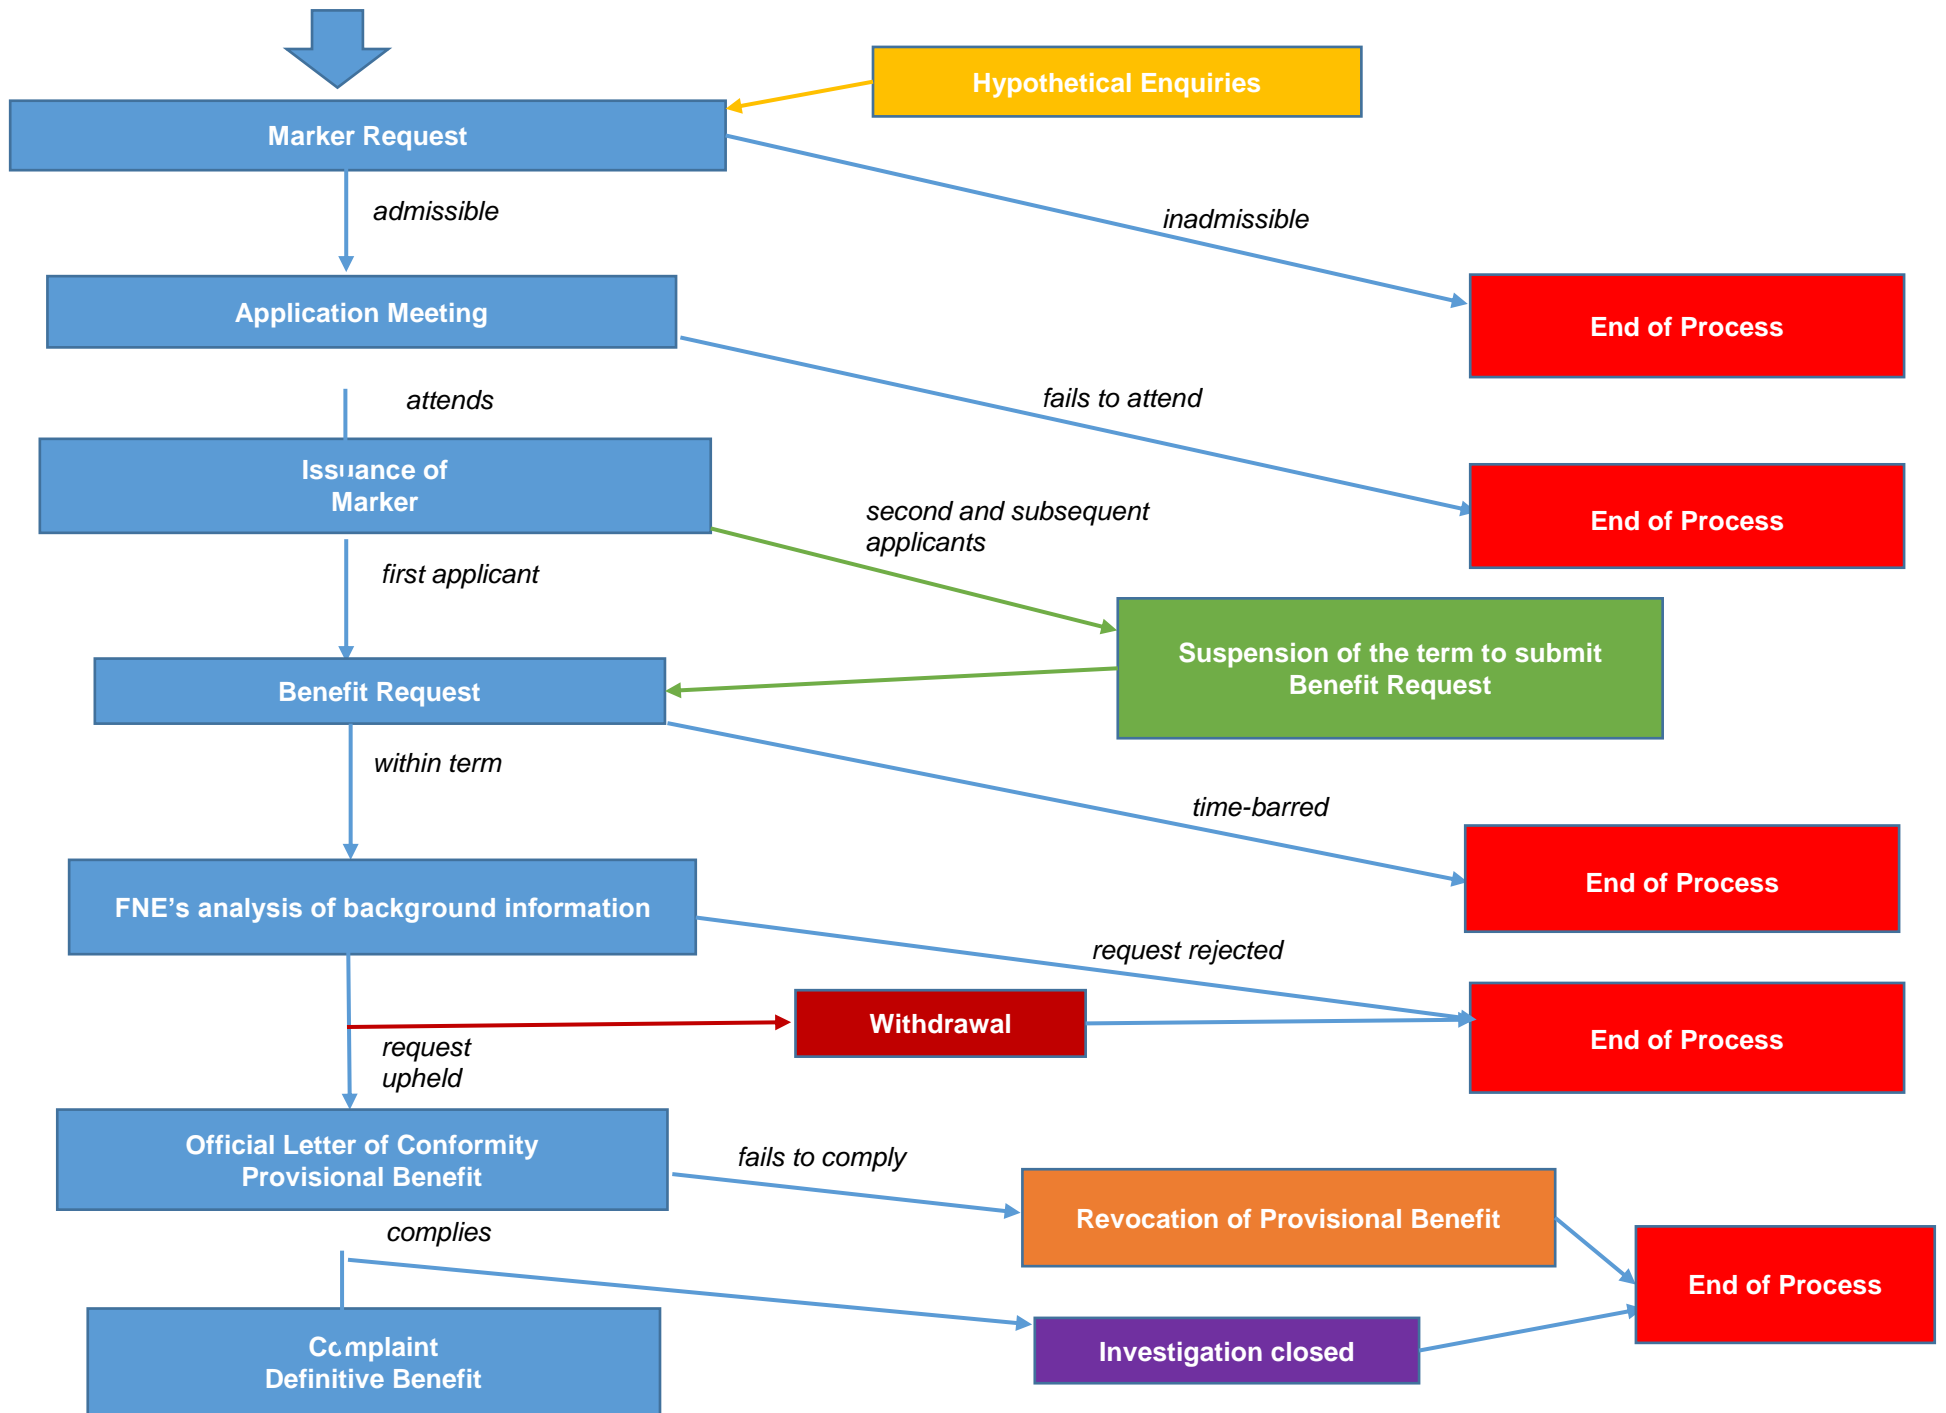 Hypothetical Enquiries
Marker Request
admissible
inadmissible
Application Meeting
End of Process
attends
fails to attend
Issuance of
Marker
second and subsequent
applicants
End of Process
first applicant
Suspension of the term to submit
Benefit Request
Benefit Request
within term
time-barred
End of Process
FNE’s analysis of background information
request rejected
Withdrawal
End of Process
request
upheld
Official Letter of Conformity
Provisional Benefit
fails to comply
Revocation of Provisional Benefit
complies
End of Process
Complaint
Definitive Benefit
Investigation closed